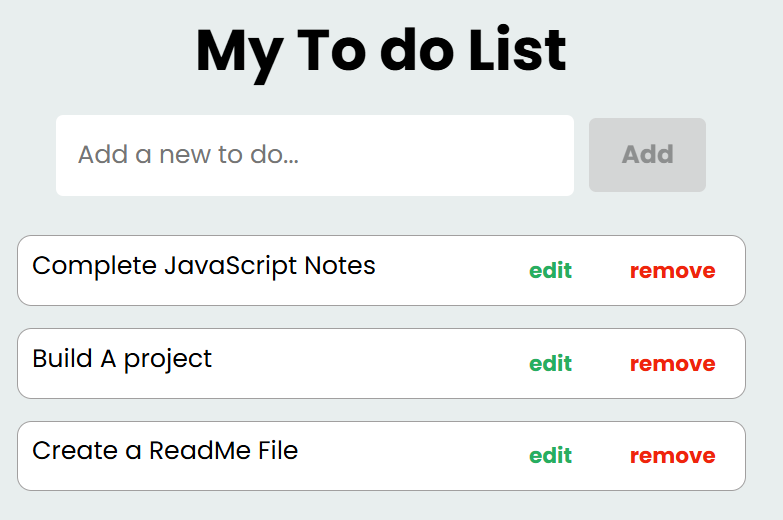 My To do List
Add a new to do...
Add
Complete JavaScript Notes
edit
remove
Build A project
edit
remove
Create a ReadMe File
edit
remove